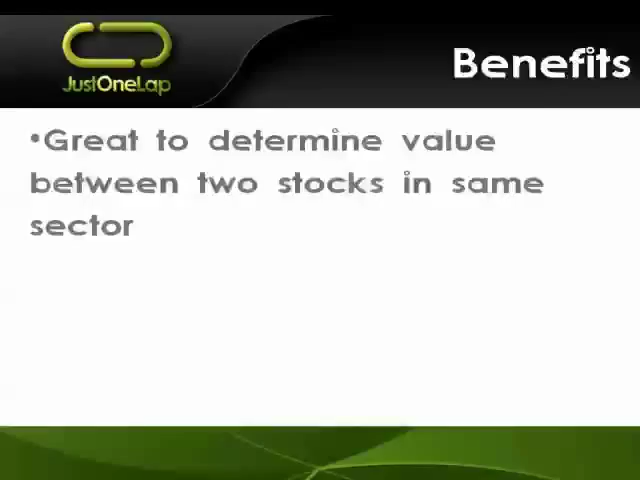 JustOneLap
Benefits
•Great to determine value
between two stocks in same
sector